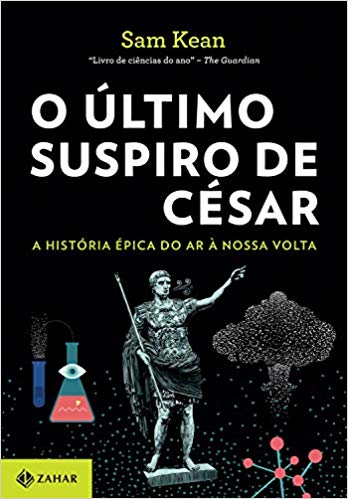 Sam Kean
“Livro de ciências do ano” – The Guardian
O ÚLTIMO
SUSPIRO DE
CÉSAR
A HISTÓRIA ÉPICA DO AR À NOSSA VOLTA
ZAHAR